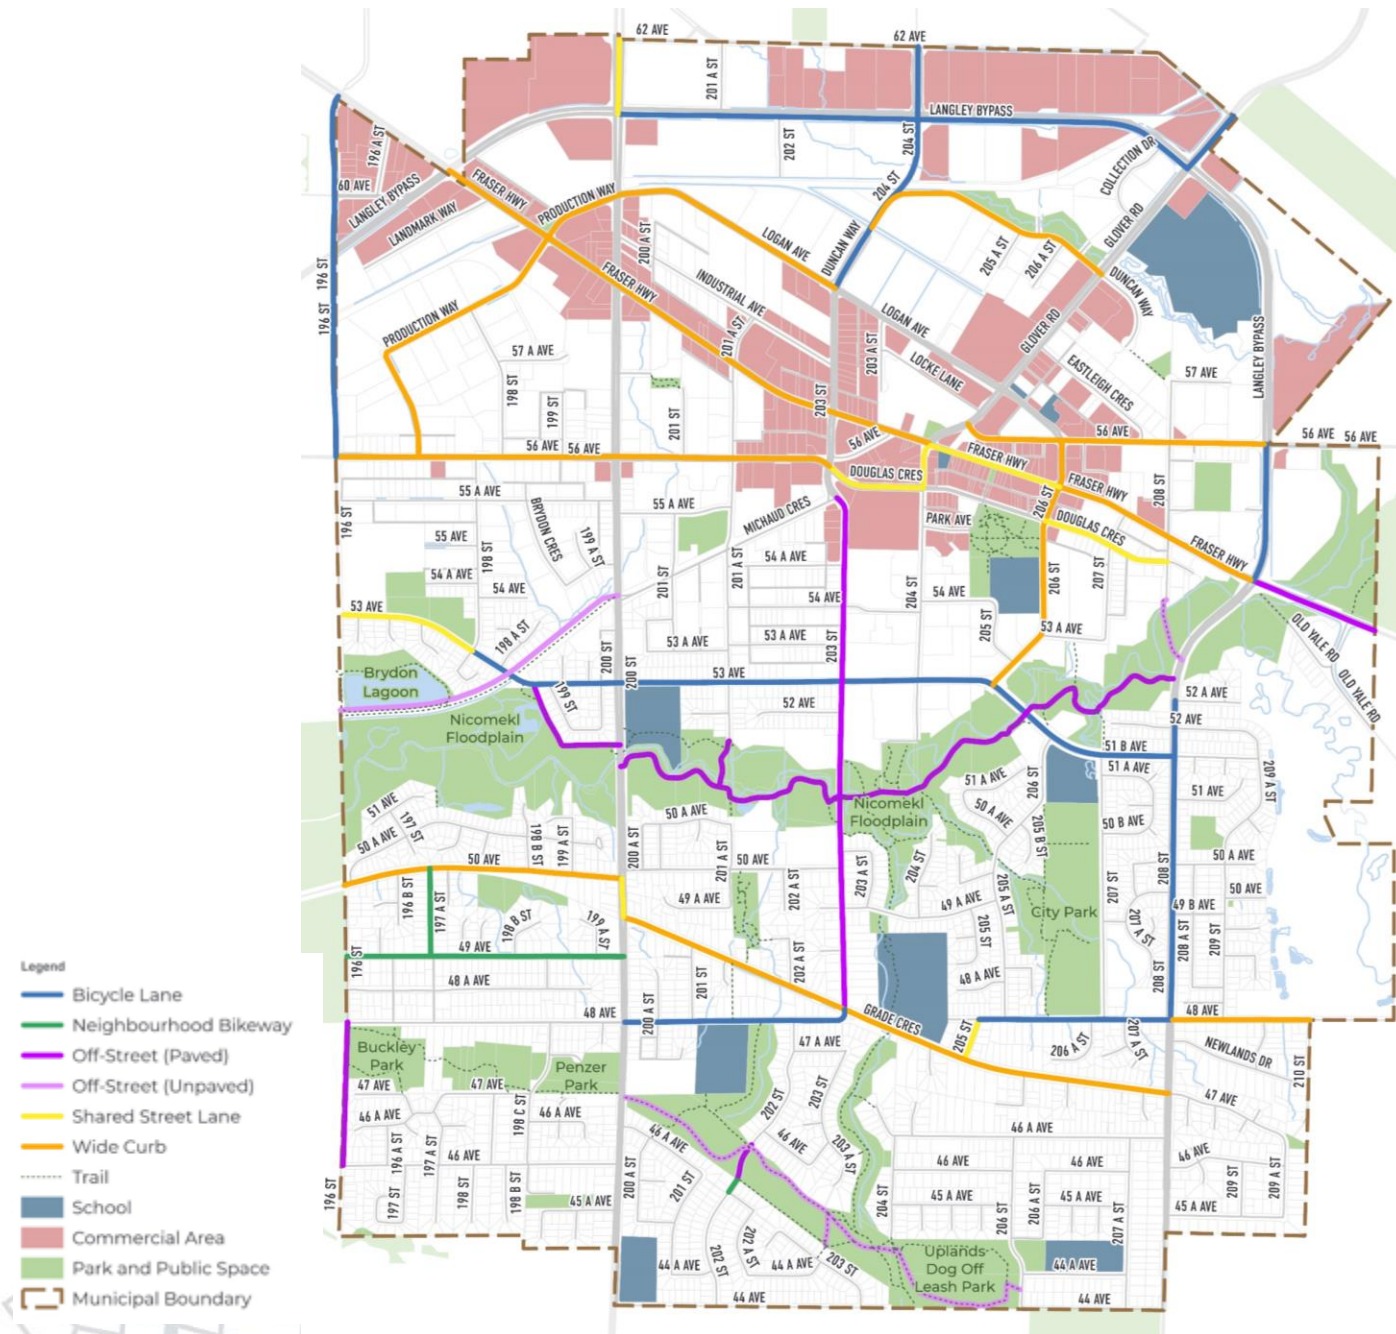 62 AVE
62 AVE
201 A ST
LANGLEY BYPASS
196 A ST
202 ST
204 ST
COLLECTION DR
60 AVE
LANGLEY BYPASS
FRASER HWY
PRODUCTION WAY
204 ST
LANDMARK WAY
GLOVER RD
200 A ST
LOGAN AVE
DUNCAN WAY
205 A ST
206 A ST
196 ST
FRASER HWY
INDUSTRIAL AVE
DUNCAN WAY
196 ST
PRODUCTION WAY
201 A ST
LOGAN AVE
203 A ST
GLOVER RD
LANGLEY BYPASS
57 A AVE
LOCKE LANE
EASTLEIGH CRES
57 AVE
198 ST
199 ST
201 ST
203 ST
56 AVE
56 AVE
56 AVE
56 AVE
56 AVE
56 AVE
FRASER HWY
DOUGLAS CRES
55 A AVE
FRASER HWY
208 ST
55 A AVE
206 ST
196 ST
BRYDON CRES
MICHAUD CRES
PARK AVE
DOUGLAS CRES
55 AVE
199 A ST
198 ST
54 A AVE
FRASER HWY
54 A AVE
201 A ST
201 ST
54 AVE
54 AVE
204 ST
54 AVE
206 ST
207 ST
53 AVE
198 A ST
53 A AVE
53 A AVE
203 ST
205 ST
53 A AVE
OLD YALE RD
200 ST
200 ST
Brydon
Lagoon
53 AVE
OLD YALE RD
199 ST
52 AVE
52 A AVE
Nicomekl
Floodplain
52 AVE
51 B AVE
51 A AVE
51 A AVE
206 ST
209 A ST
51 AVE
51 AVE
Nicomekl
Floodplain
197 ST
50 A AVE
50 A AVE
50 A AVE
50 B AVE
205 B ST
198 B ST
199 A ST
200 A ST
201 A ST
50 AVE
50 AVE
203 A ST
204 ST
50 A AVE
208 ST
50 AVE
196 B ST
197 A ST
49 A AVE
202 A ST
49 A AVE
205 A ST
207 ST
49 B AVE
198 B ST
199 A ST
205 ST
City Park
207 A ST
208 A ST
209 ST
49 AVE
196 ST
202 A ST
48 A AVE
201 ST
48 A AVE
208 ST
48 AVE
200 A ST
GRADE CRES
48 AVE
205 ST
206 A ST
207 A ST
47 A AVE
NEWLANDS DR
Buckley
Park
Penzer
Park
210 ST
47 AVE
47 AVE
202 ST
203 ST
47 AVE
46 A AVE
198 C ST
46 A AVE
46 A AVE
46 A AVE
46 AVE
203 A ST
196 A ST
197 A ST
46 AVE
46 AVE
46 AVE
46 AVE
196 ST
197 ST
198 ST
198 B ST
45 A AVE
200 A ST
201 ST
204 ST
45 A AVE
45 A AVE
45 A AVE
206 ST
206 A ST
207 A ST
209 ST
209 A ST
44 A AVE
202 ST
202 A ST
44 A AVE
203 ST
Uplands
Dog Off
Leash Park
44 A AVE
44 AVE
44 AVE
Legend
Bicycle Lane
Neighbourhood Bikeway
Off-Street (Paved)
Off-Street (Unpaved)
Shared Street Lane
Wide Curb
Trail
School
Commercial Area
Park and Public Space
Municipal Boundary